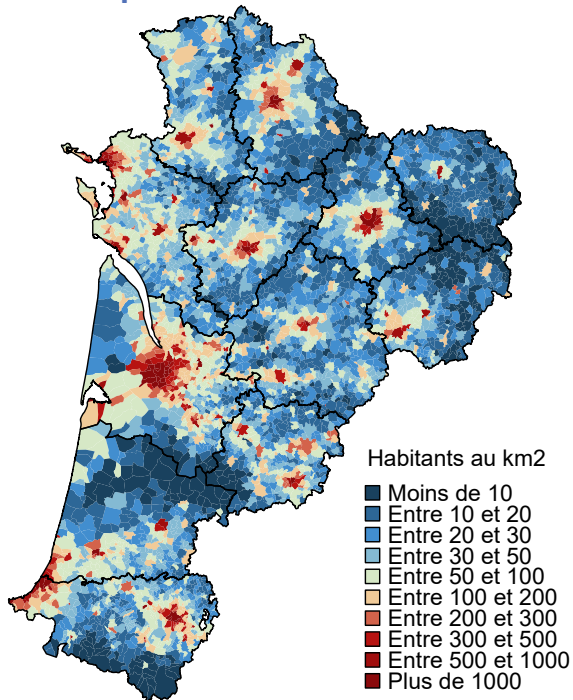 Habitants au km2
Moins de 10
Entre 10 et 20
Entre 20 et 30
Entre 30 et 50
Entre 50 et 100
Entre 100 et 200
Entre 200 et 300
Entre 300 et 500
Entre 500 et 1000
Plus de 1000